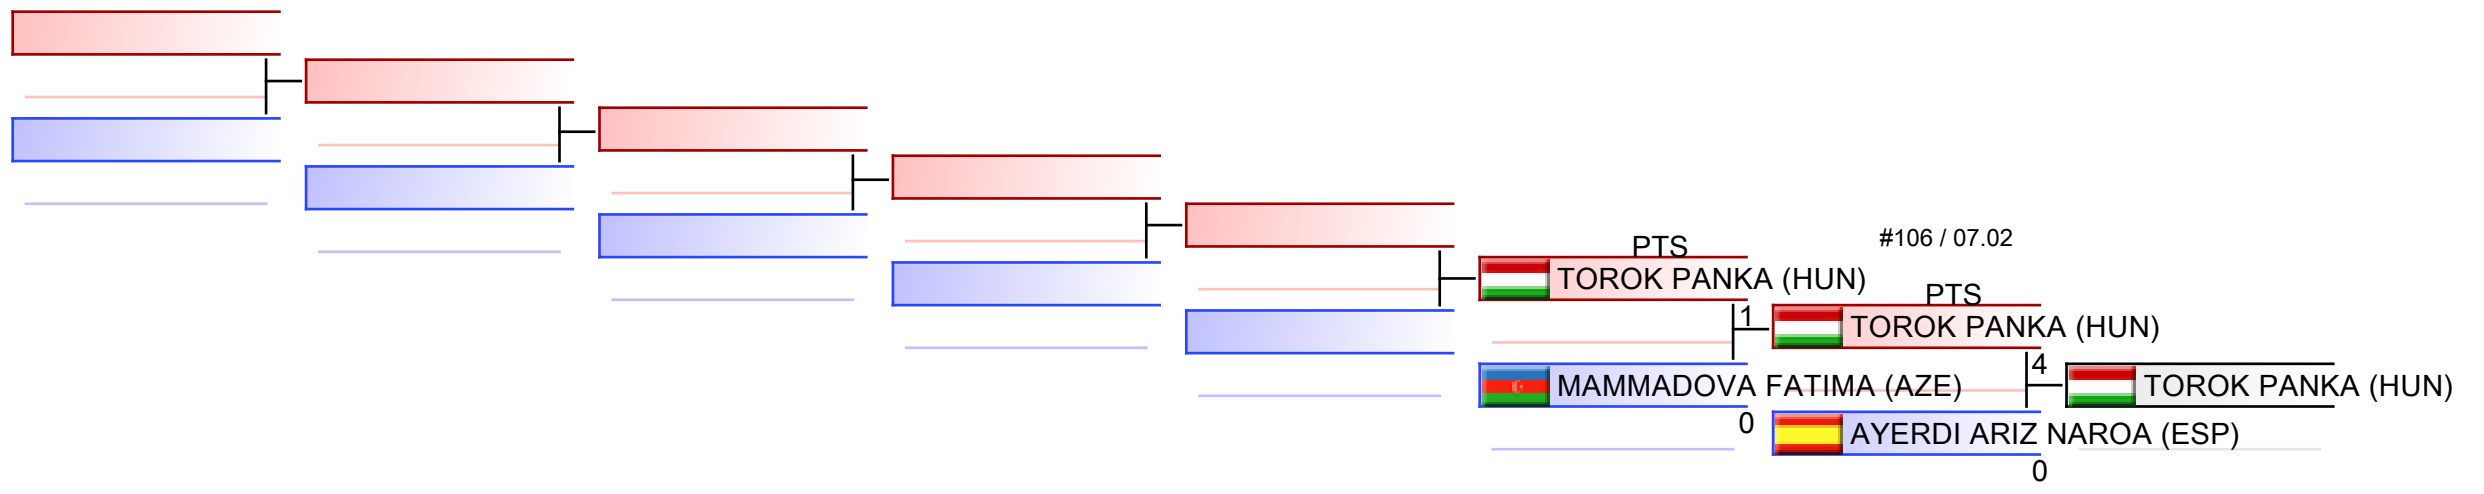 #106 / 07.02
PTS
TOROK PANKA (HUN)
PTS
1
TOROK PANKA (HUN)
4
MAMMADOVA FATIMA (AZE)
TOROK PANKA (HUN)
0
AYERDI ARIZ NAROA (ESP)
0